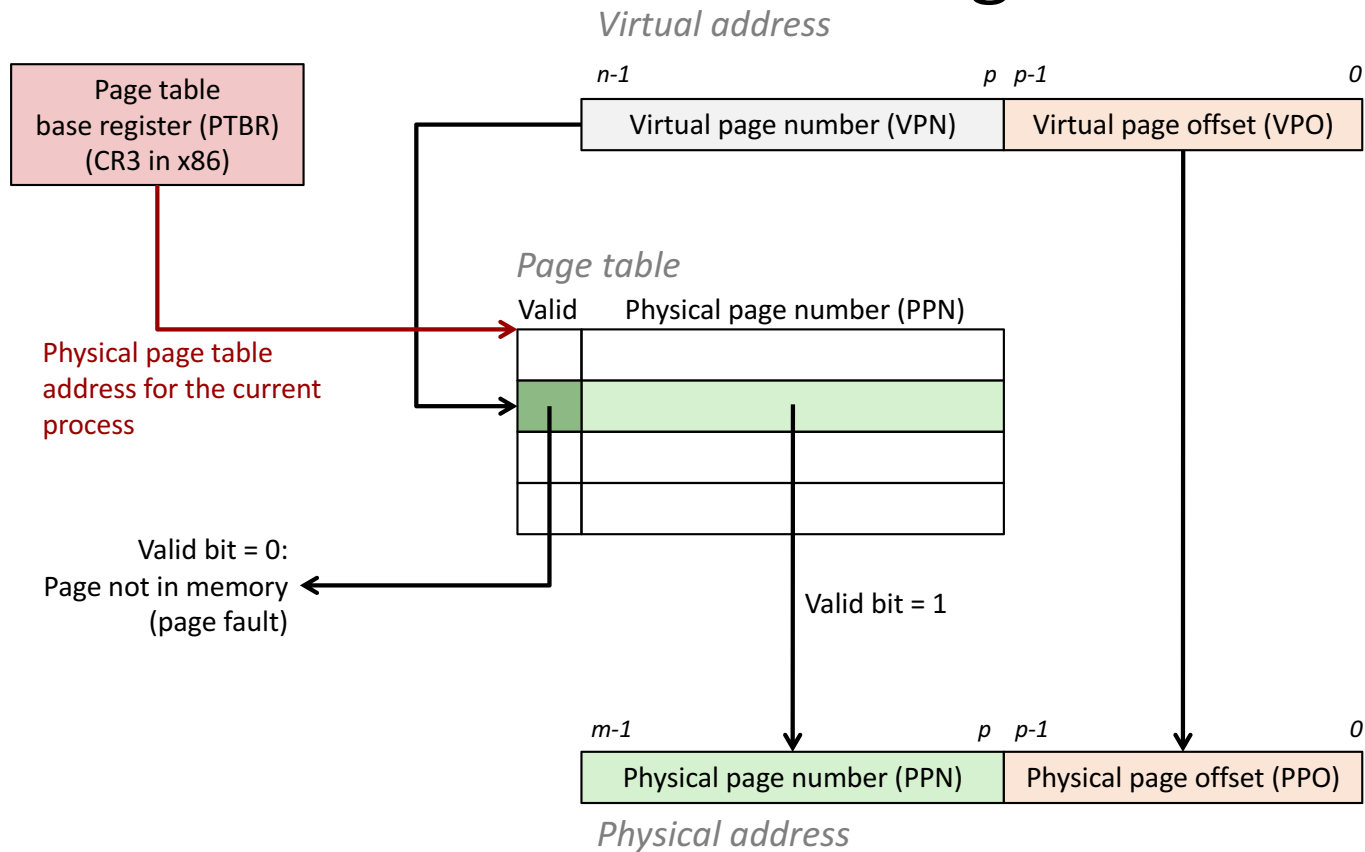 Virtual address
n-1 p p-1 0
Page table
base register (PTBR)
(CR3 in x86)
Virtual page number (VPN) Virtual page offset (VPO)
Page table
Valid Physical page number (PPN)
Physical page table
address for the current
process
Valid bit = 0:
Page not in memory
(page fault)
Valid bit = 1
m-1 p p-1 0
Physical page number (PPN) Physical page offset (PPO)
Physical address